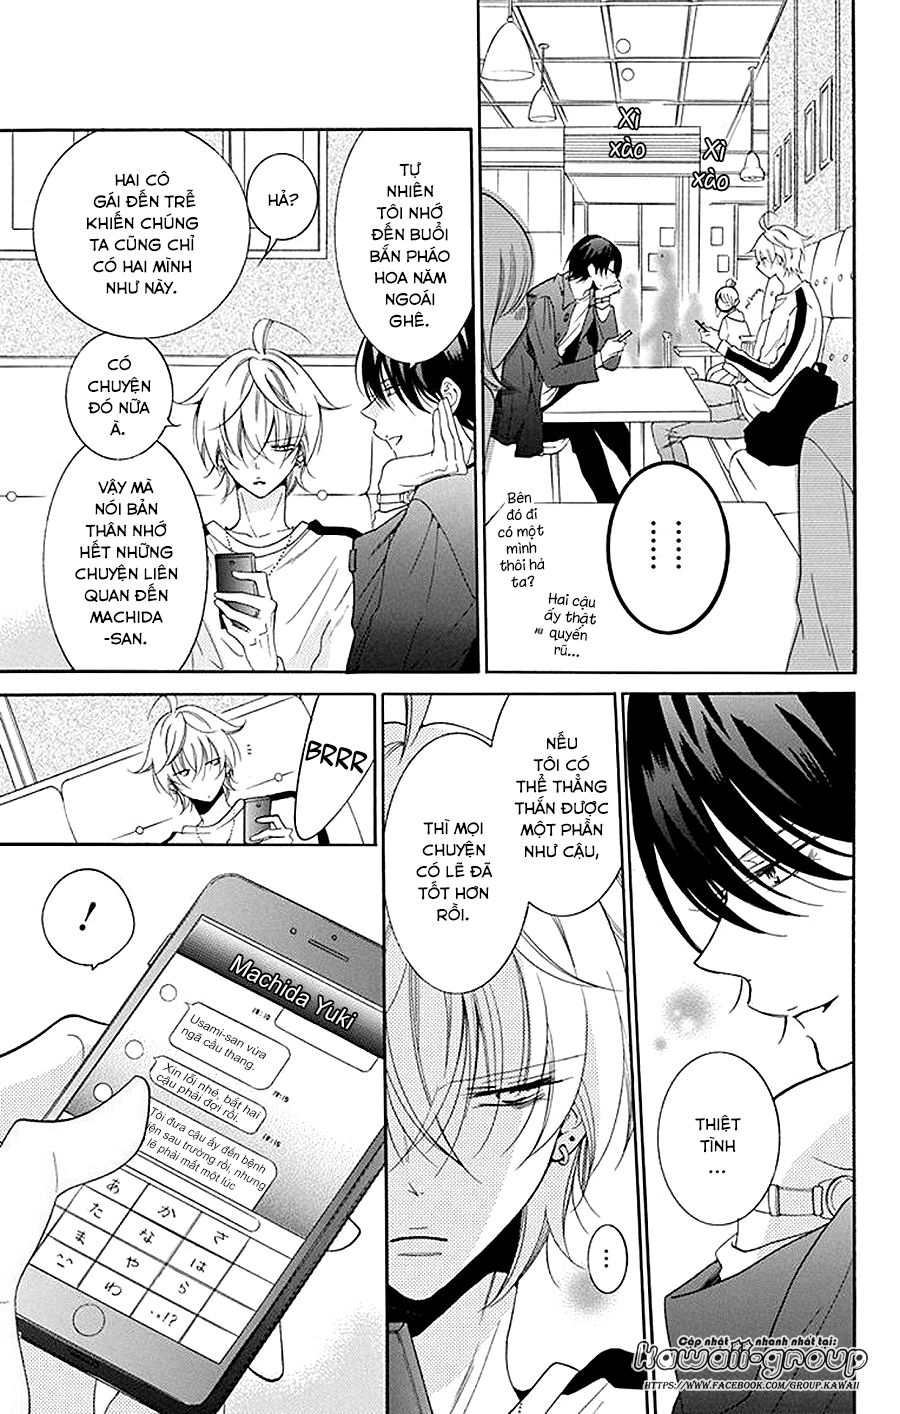 Xì
xào
Xì
xào
......
Bên
đó đi
có một
mình
thôi hả
ta?
Hai cậu
ấy thật
quyến
rũ...
TỰ
NHIÊN
TÔI NHỚ
ĐẾN BUỔI
BẮN PHÁO
HOA NĂM
NGOÁI
GHÊ.
HẢ?
HAI CÔ
GÁI ĐẾN TRỄ
KHIẾN CHÚNG
TA CŨNG CHỈ
CÓ HAI MÌNH
NHƯ NÀY.
CÓ
CHUYỆN
ĐÓ NỮA
À.
VẬY MÀ
NÓI BẢN
THÂN NHỚ
HẾT NHỮNG
CHUYỆN LIÊN
QUAN ĐẾN
MACHIDA
-SAN.
THIỆT
TÌNH
...
NẾU
TÔI CÓ
THỂ THẲNG
THẮN ĐƯỢC
MỘT PHẦN
NHƯ CẬU,
THÌ MỌI
CHUYỆN
CÓ LẼ ĐÃ
TỐT HƠN
RỒI.
...
BRRR
!
Machida Yuki
Usami-san vừa
ngã cầu thang.
Xin lỗi nhé, bắt hai
cậu phải đợi rồi.
Tôi đưa cậu ấy đến bệnh
viện sau trường rồi, nhưng
lẽ phải mất một lúc
あ か さ
た な は
ま や ら
^^ わ 、。!?
Cập nhật nhanh nhất tại:
kawaii-group
HTTPS://WWW.FACEBOOK.COM/GROUP.KAWAII